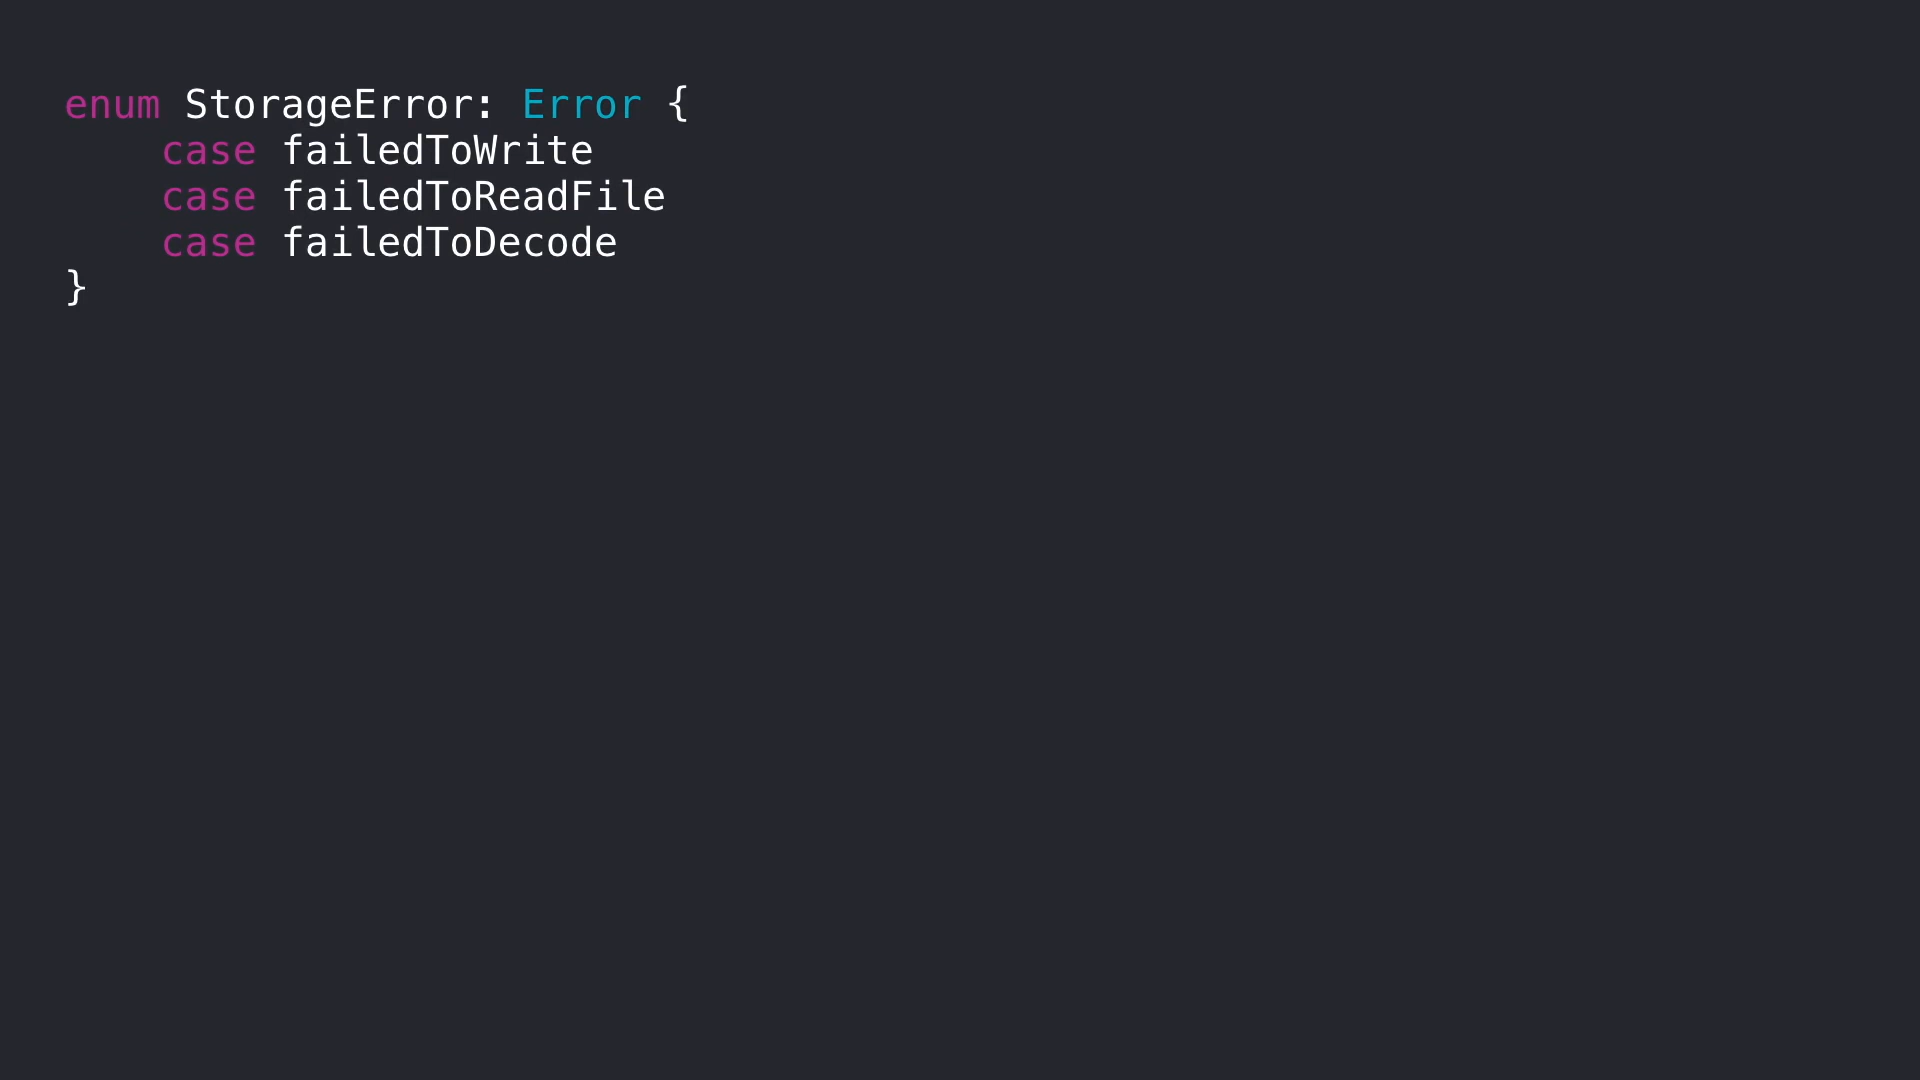 enum StorageError: Error {
    case failedToWrite
    case failedToReadFile
    case failedToDecode
}